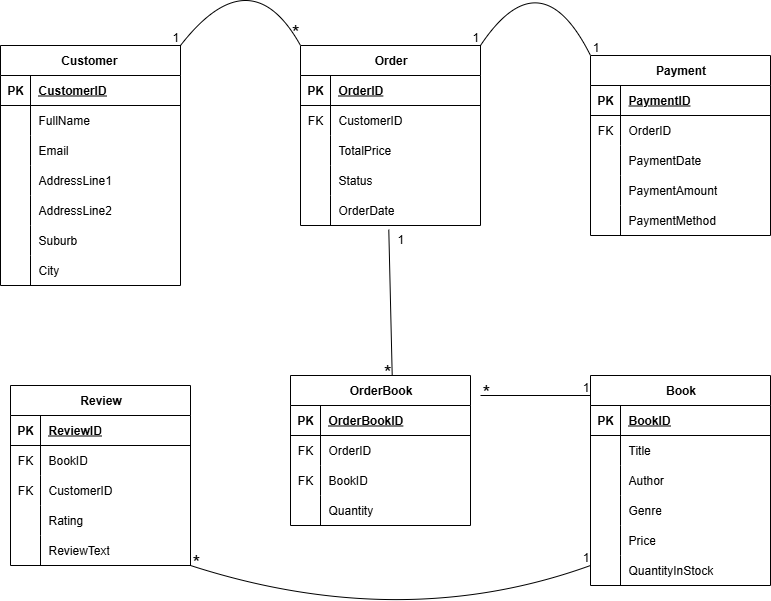 1
*
1
1
Customer
PK CustomerID
FullName
Email
AddressLine1
AddressLine2
Suburb
City
Order
PK OrderID
FK CustomerID
TotalPrice
Status
OrderDate
Payment
PK PaymentID
FK OrderID
PaymentDate
PaymentAmount
PaymentMethod
1
*
Review
PK ReviewID
FK BookID
FK CustomerID
Rating
ReviewText
OrderBook
PK OrderBookID
FK OrderID
FK BookID
Quantity
*
1
Book
PK BookID
Title
Author
Genre
Price
QuantityInStock
*
1